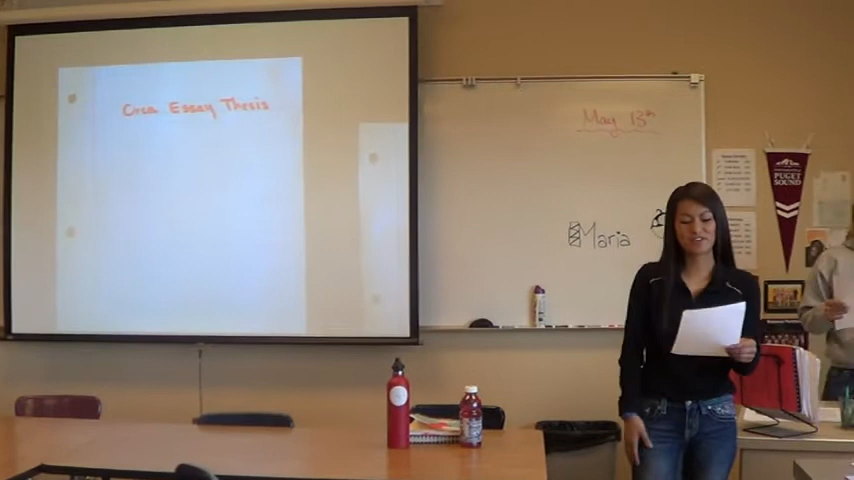 Circa Essay Thesis
May 13th
Maria
PUGET
SOUND